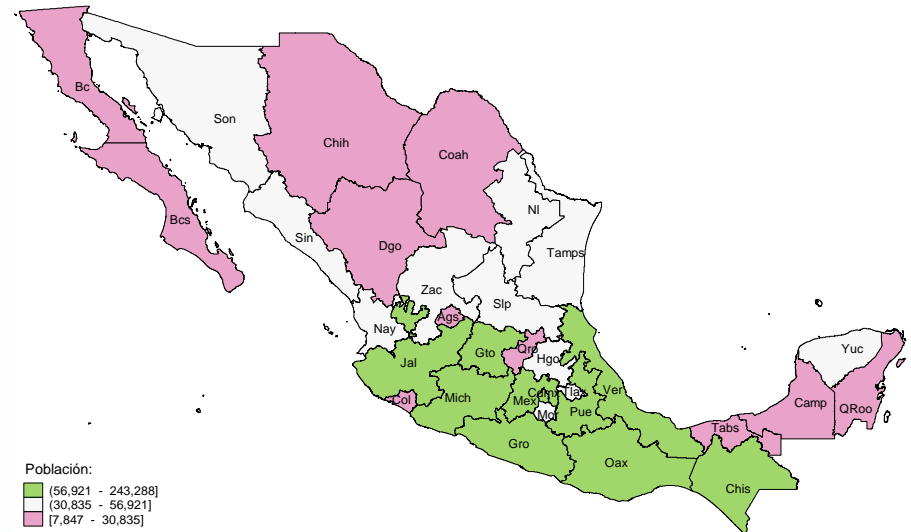 Bc
Son
Chih
Coah
Bcs
Nl
Sin
Dgo
Tamps
Zac
Slp
Ags
Nay
Yuc
Qro
Gto
Hgo
Jal
Cdmx
Tlax
Ver
Col
Mich
Mex
Mor
Pue
Camp
QRoo
Tabs
Gro
Oax
Chis
Población:
(56,921 - 243,288]
(30,835 - 56,921]
[7,847 - 30,835]